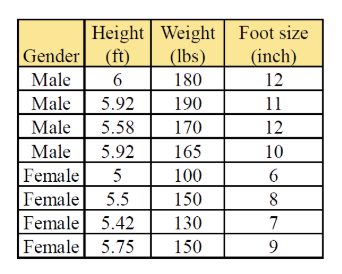 Gender Height (ft) Weight (lbs) Foot size (inch)
Male 6 180 12
Male 5.92 190 11
Male 5.58 170 12
Male 5.92 165 10
Female 5 100 6
Female 5.5 150 8
Female 5.42 130 7
Female 5.75 150 9